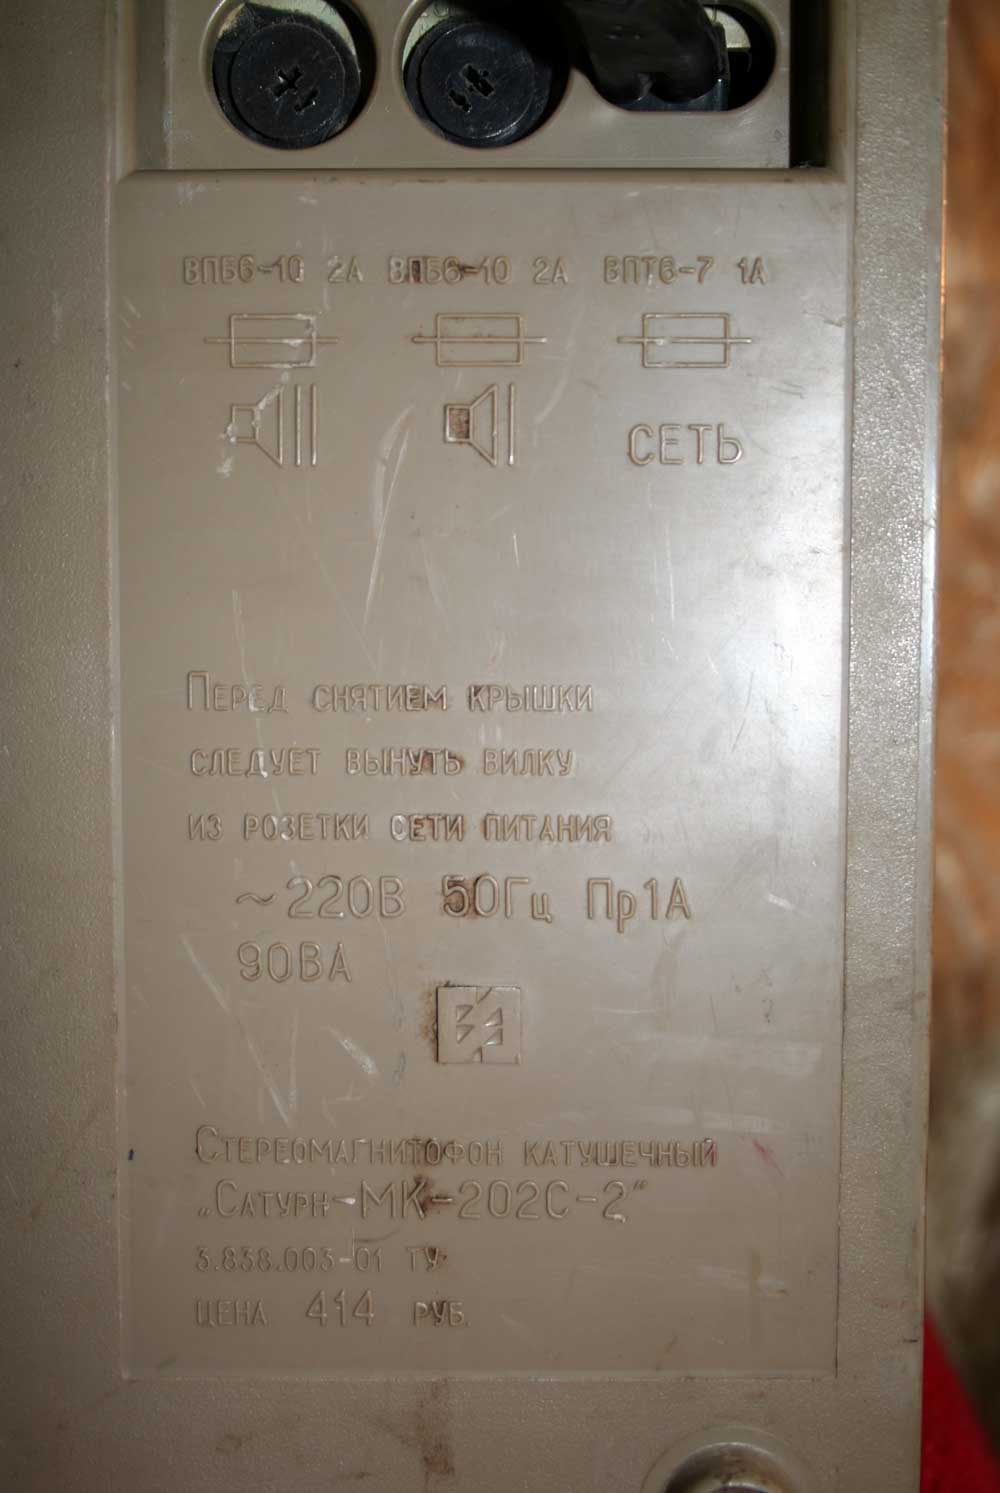 ВПБ6-10 2А ВПБ6-10 2А ВПТ6-7 1А
СЕТЬ
Перед снятием крышки
следует вынуть вилку
из розетки сети питания
~220В 50Гц Пр1А
90ВА
Стереомагнитофон катушечный
„Сатурн-МК-202С-2“
3.838.003-01 ТУ
цена 414 руб.